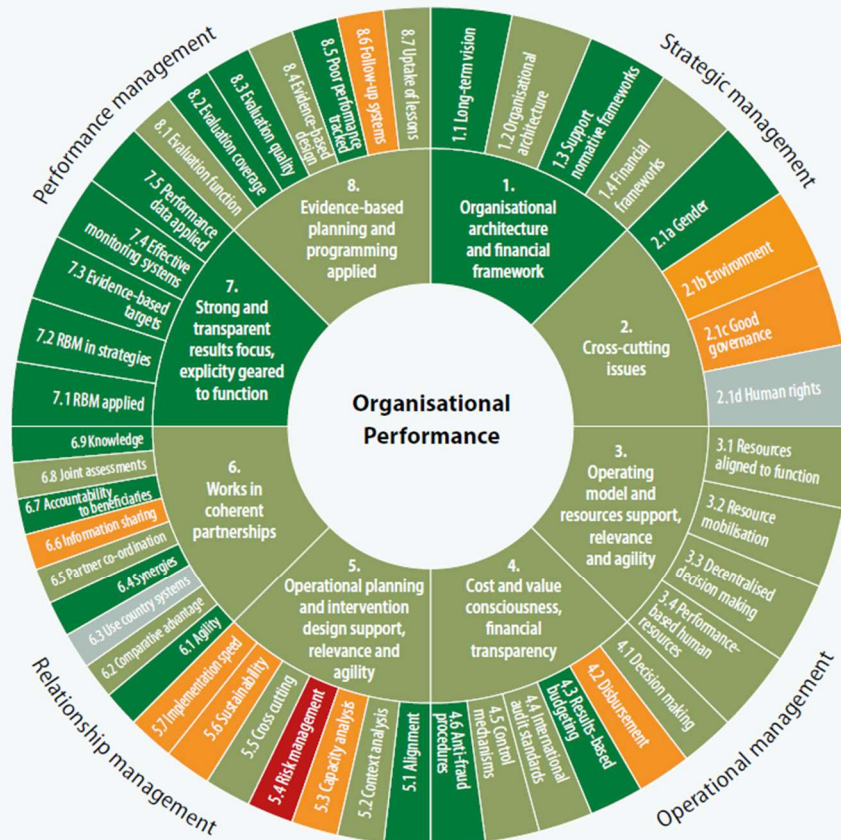 Performance management
Strategic management
Relationship management
Operational management
Organisational
Performance
1.
Organisational
architecture
and financial
framework
1.1 Long-term vision
1.2 Organisational
architecture
1.3 Support
normative frameworks
1.4 Financial
frameworks
2.
Cross-cutting
issues
2.1a Gender
2.1b Environment
2.1c Good
governance
2.1d Human rights
3.
Operating
model and
resources support,
relevance
and agility
3.1 Resources
aligned to function
3.2 Resource
mobilisation
3.3 Decentralised
decision making
3.4 Performance-
based human
resources
4.
Cost and value
consciousness,
financial
transparency
4.1 Decision making
4.2 Disbursement
4.3 Results-based
budgeting
4.4 International
audit standards
4.5 Control
mechanisms
4.6 Anti-fraud
procedures
5.
Operational planning
and intervention
design support,
relevance and
agility
5.1 Alignment
5.2 Context analysis
5.3 Capacity analysis
5.4 Risk management
5.5 Cross cutting
5.6 Sustainability
5.7 Implementation speed
6.
Works in
coherent
partnerships
6.1 Agility
6.2 Comparative advantage
6.3 Use country systems
6.4 Synergies
6.5 Partner co-ordination
6.6 Information sharing
6.7 Accountability
to beneficiaries
6.8 Joint assessments
6.9 Knowledge
7.
Strong and
transparent
results focus,
explicity geared
to function
7.1 RBM applied
7.2 RBM in strategies
7.3 Evidence-based
targets
7.4 Effective
monitoring systems
7.5 Performance
data applied
8.
Evidence-based
planning and
programming
applied
8.1 Evaluation function
8.2 Evaluation coverage
8.3 Evaluation quality
8.4 Evidence-based
design
8.5 Poor performance
tracked
8.6 Follow-up systems
8.7 Uptake of lessons